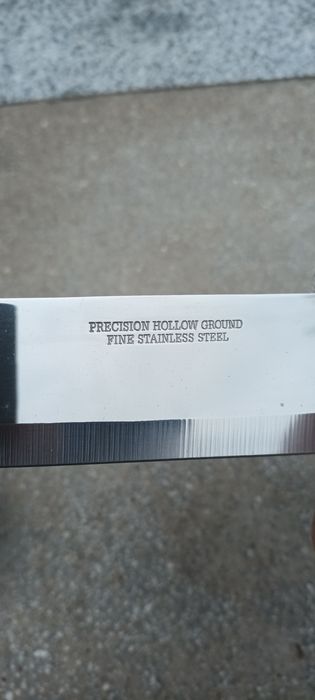 PRECISION HOLLOW GROUND
FINE STAINLESS STEEL